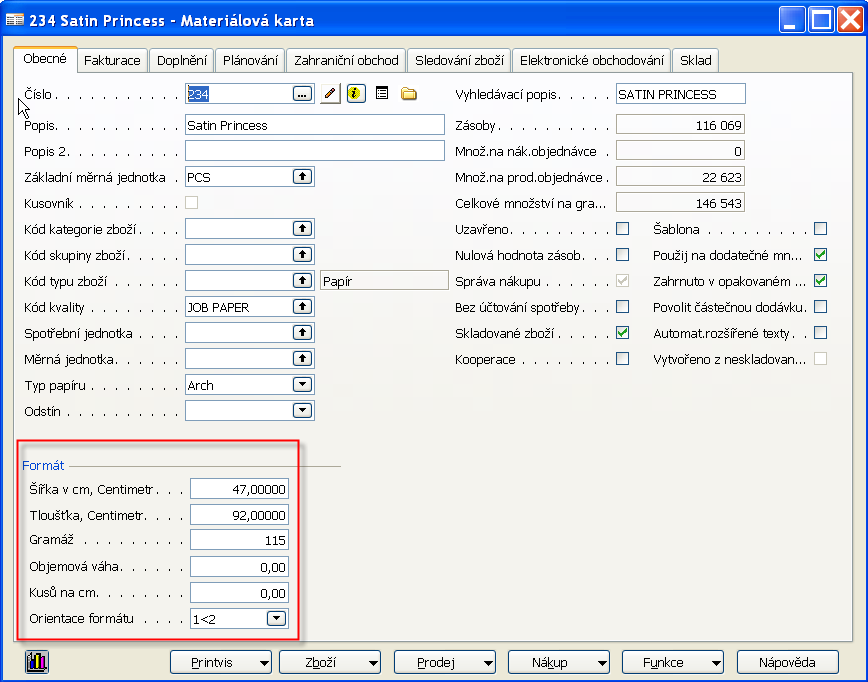 234 Satin Princess - Materiálová karta
Obecné Fakturace Doplnění Plánování Zahraniční obchod Sledování zboží Elektronické obchodování Sklad
Číslo . . . . . . . . . . . 234 ...
Popis. . . . . . . . . . . Satin Princess
Popis 2. . . . . . . . . .
Základní měrná jednotka . PCS
Kusovník . . . . . . . . .
Kód kategorie zboží. . . .
Kód skupiny zboží. . . . .
Kód typu zboží . . . . . . Papír
Kód kvality . . . . . . . . JOB PAPER
Spotřební jednotka . . . .
Měrná jednotka. . . . . .
Typ papíru . . . . . . . . Arch
Odstín . . . . . . . . . .
Vyhledávací popis. . . . . SATIN PRINCESS
Zásoby . . . . . . . . . . 116 069
Množ.na nák.objednávce . 0
Množ.na prod.objednávce . 22 623
Celkové množství na gra... 146 543
Uzavřeno. . . . . . . . .
Nulová hodnota zásob. . .
Správa nákupu . . . . . .
Bez účtování spotřeby. . .
Skladované zboží. . . . .
Kooperace . . . . . . . .
Šablona . . . . . . . . .
Použij na dodatečné mn...
Zahrnuto v opakovaném ...
Povolit částečnou dodávku.
Automat.rozšířené texty. .
Vytvořeno z neskladovan...
Formát
Šířka v cm, Centimetr . . . 47,00000
Tloušťka, Centimetr. . . . 92,00000
Gramáž . . . . . . . . . 115
Objemová váha. . . . . . 0,00
Kusů na cm. . . . . . . . 0,00
Orientace formátu . . . . 1<2
Printvis Zboží Prodej Nákup Funkce Nápověda